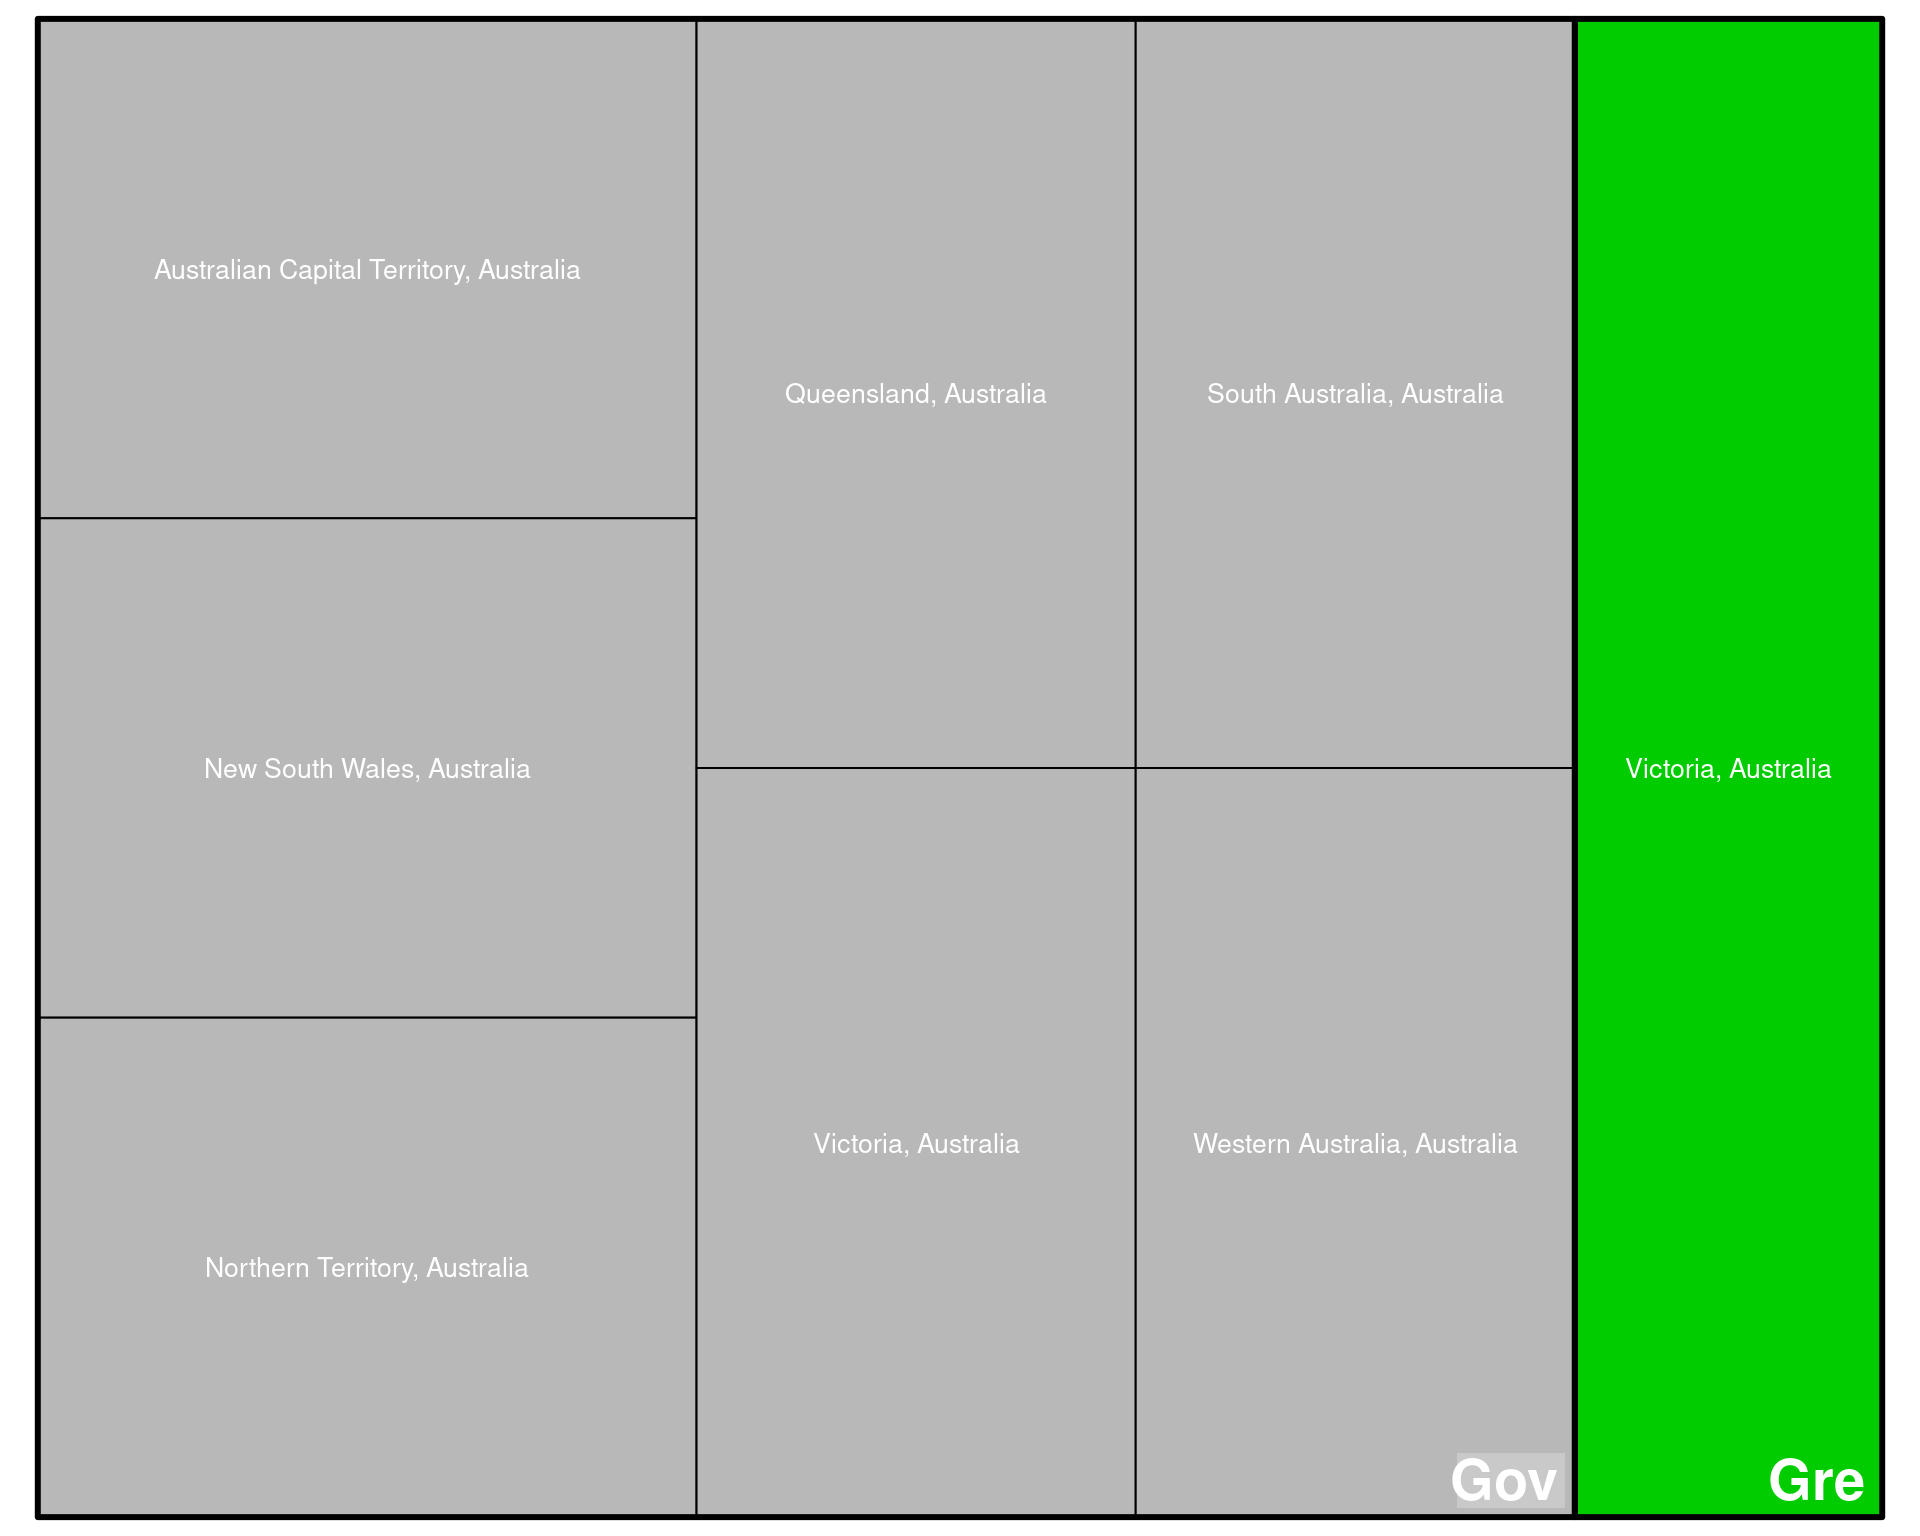 Australian Capital Territory, Australia
New South Wales, Australia
Northern Territory, Australia
Queensland, Australia
Victoria, Australia
South Australia, Australia
Western Australia, Australia
Gov
Victoria, Australia
Gre